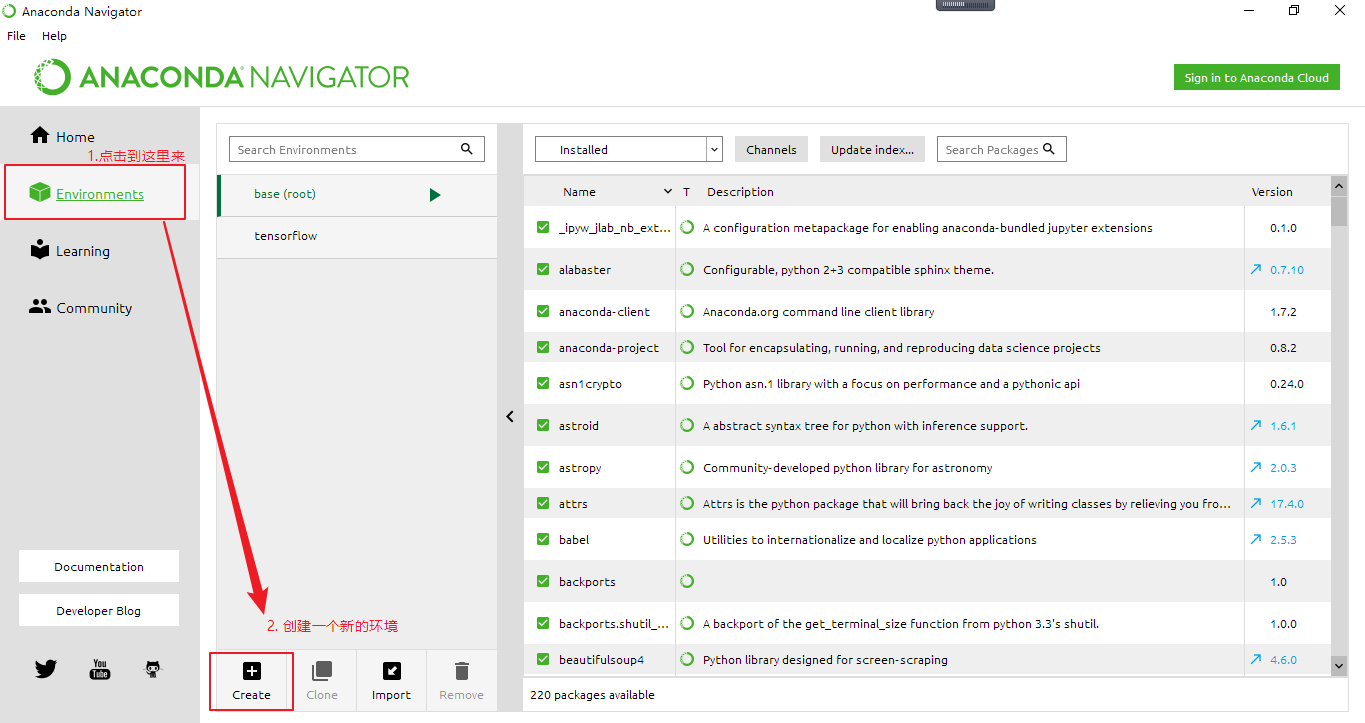 Anaconda Navigator
File Help
ANACONDA NAVIGATOR
Sign in to Anaconda Cloud
Home
1.点击到这里来
Environments
Learning
Community
Documentation
Developer Blog
You
Tube
Search Environments
base (root)
tensorflow
2. 创建一个新的环境
Create Clone Import Remove
Installed Channels Update index... Search Packages
Name T Description Version
_ipyw_jlab_nb_ext... A configuration metapackage for enabling anaconda-bundled jupyter extensions 0.1.0
alabaster Configurable, python 2+3 compatible sphinx theme. 0.7.10
anaconda-client Anaconda.org command line client library 1.7.2
anaconda-project Tool for encapsulating, running, and reproducing data science projects 0.8.2
asn1crypto Python asn.1 library with a focus on performance and a pythonic api 0.24.0
astroid A abstract syntax tree for python with inference support. 1.6.1
astropy Community-developed python library for astronomy 2.0.3
attrs Attrs is the python package that will bring back the joy of writing classes by relieving you fro... 17.4.0
babel Utilities to internationalize and localize python applications 2.5.3
backports 1.0
backports.shutil_... A backport of the get_terminal_size function from python 3.3's shutil. 1.0.0
beautifulsoup4 Python library designed for screen-scraping 4.6.0
220 packages available